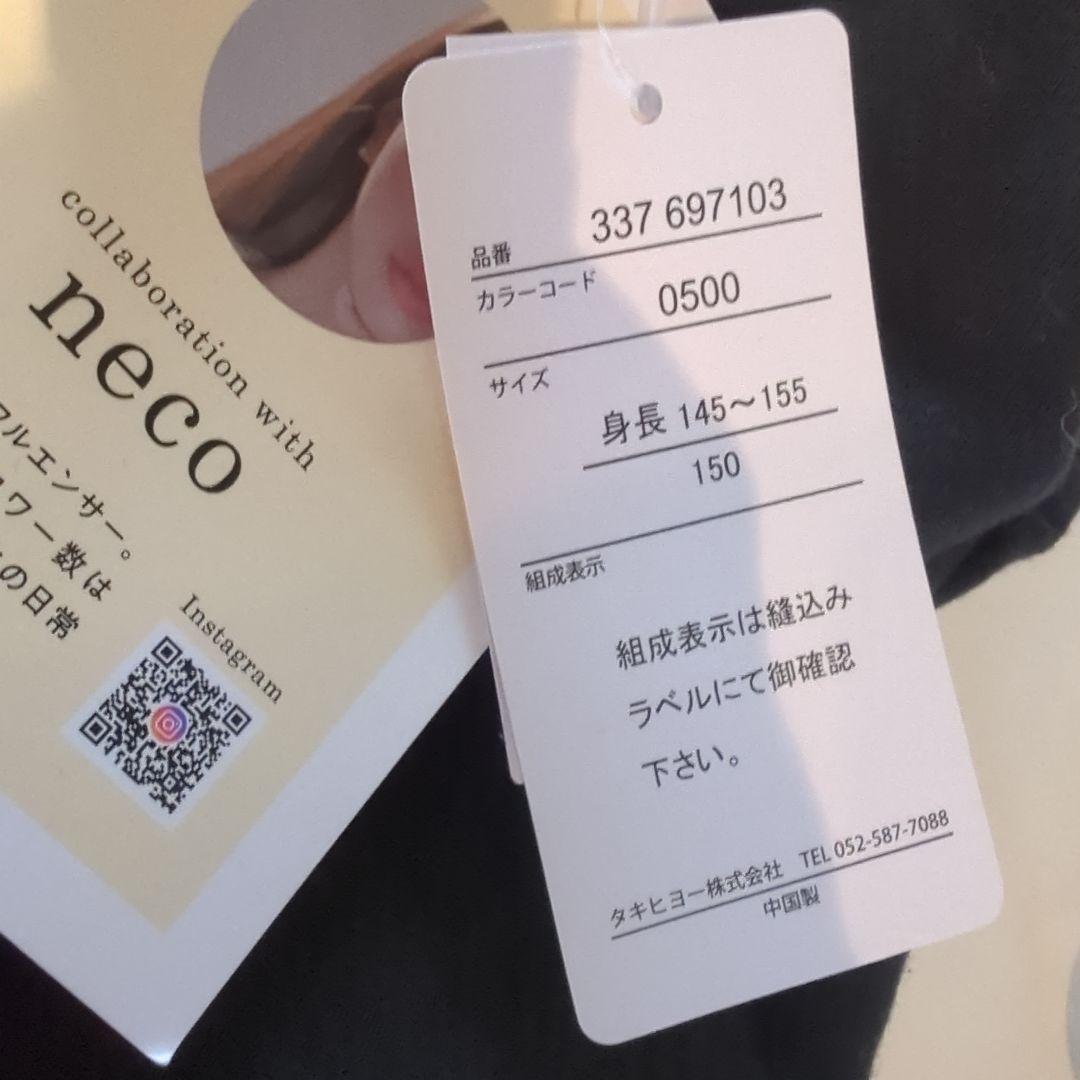 collaboration with
neco
フルエンサー。
ワー数は
の日常
Instagram
337 697103
品番
カラーコード
0500
サイズ
身長 145～155
150
組成表示
組成表示は縫込み
ラベルにて御確認
下さい。
タキヒヨー株式会社 TEL 052-587-7088
中国製